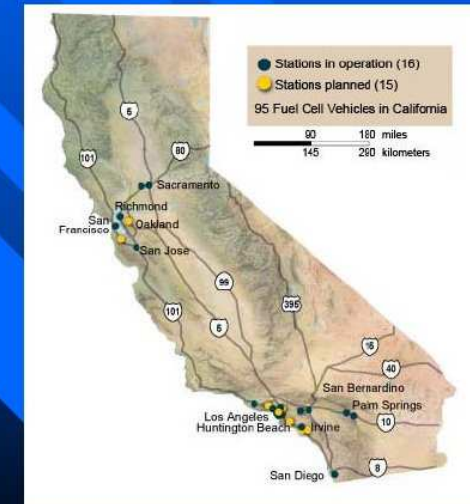 Stations in operation (16)
Stations planned (15)
95 Fuel Cell Vehicles in California
90 180 miles
145 290 kilometers
5
101
80
Sacramento
Richmond
San
Francisco
Oakland
San Jose
99
395
101
5
15
40
San Bernardino
Palm Springs
Los Angeles
10
Huntington Beach
Irvine
San Diego
8